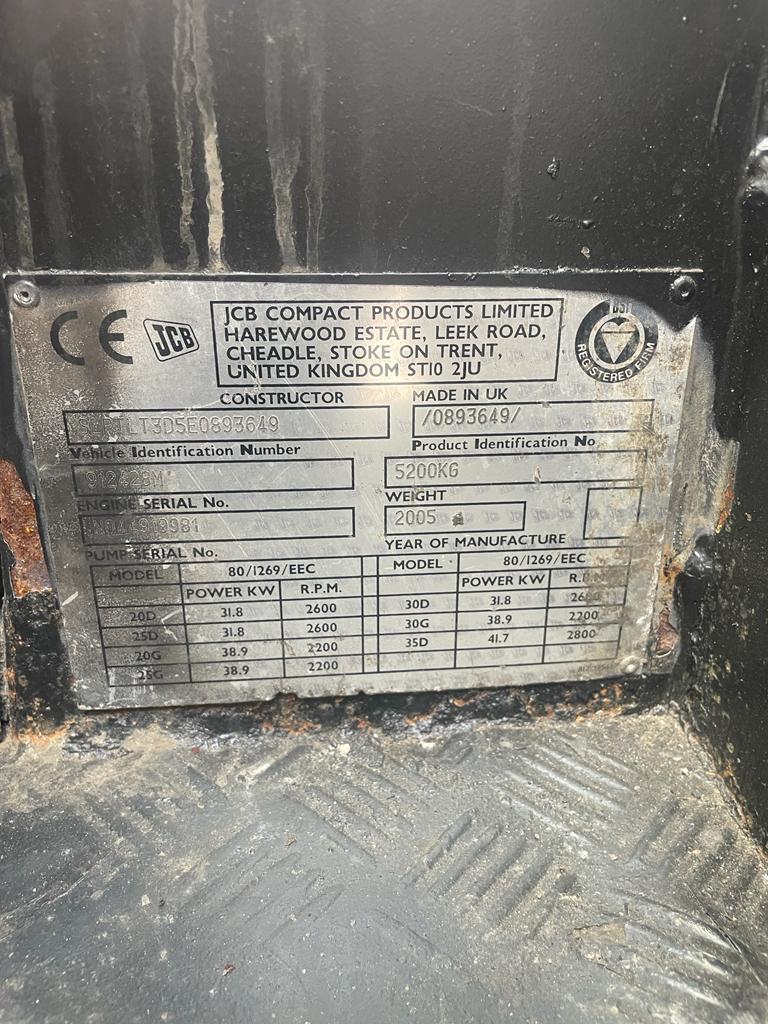 CE
JCB
JCB COMPACT PRODUCTS LIMITED
HAREWOOD ESTATE, LEEK ROAD,
CHEADLE, STOKE ON TRENT,
UNITED KINGDOM ST10 2JU
REGISTERED FIRM
CONSTRUCTOR
MADE IN UK
/0893649/
Vehicle Identification Number
Product Identification No
912428M
5200KG
ENGINE SERIAL No.
WEIGHT
2005
PUMP SERIAL No.
YEAR OF MANUFACTURE
MODEL 80/1269/EEC MODEL 80/1269/EEC
POWER KW R.P.M. POWER KW R.P.M.
20D 31.8 2600 30D 31.8 2600
25D 31.8 2600 30G 38.9 2200
20G 38.9 2200 35D 41.7 2800
25G 38.9 2200